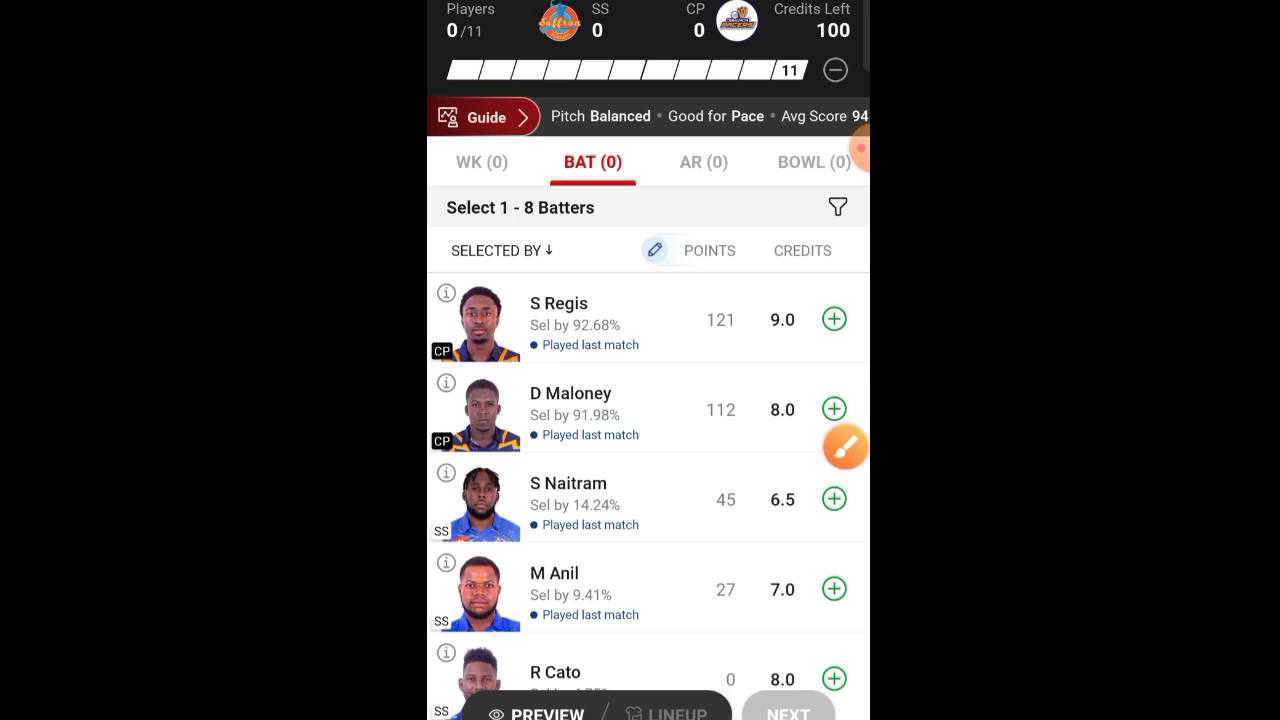 Players SS CP Credits Left
0/11 Saffron 0 0 100
11
Guide Pitch Balanced • Good for Pace • Avg Score 94
WK (0) BAT (0) AR (0) BOWL (0)
Select 1 - 8 Batters
SELECTED BY↓ POINTS CREDITS
S Regis
Sel by 92.68% 121 9.0
CP Played last match
D Maloney
Sel by 91.98% 112 8.0
CP Played last match
S Naitram
Sel by 14.24% 45 6.5
SS Played last match
M Anil
Sel by 9.41% 27 7.0
SS Played last match
R Cato 0 8.0
SS
PREVIEW / LINEUP NEXT